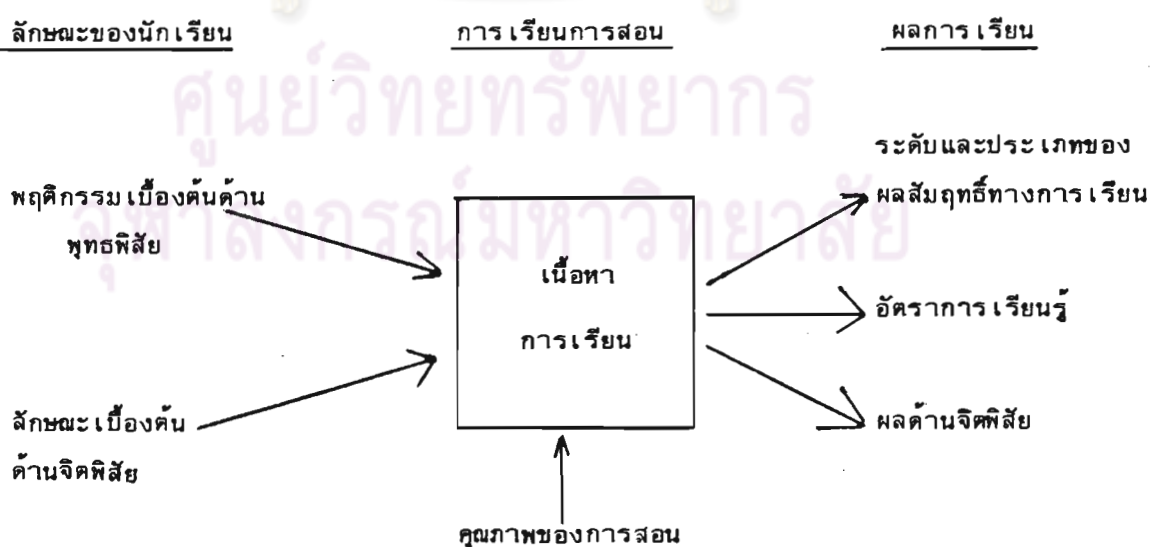 ลักษณะของนักเรียน
การเรียนการสอน
ผลการเรียน
ศูนย์วิทยทรัพยากร
จุฬาลงกรณ์มหาวิทยาลัย
พฤติกรรมเบื้องต้นด้าน
พุทธพิสัย
ลักษณะเบื้องต้น
ด้านจิตพิสัย
เนื้อหา
การเรียน
คุณภาพของการสอน
ระดับและประเภทของ
ผลสัมฤทธิ์ทางการเรียน
อัตราการเรียนรู้
ผลด้านจิตพิสัย